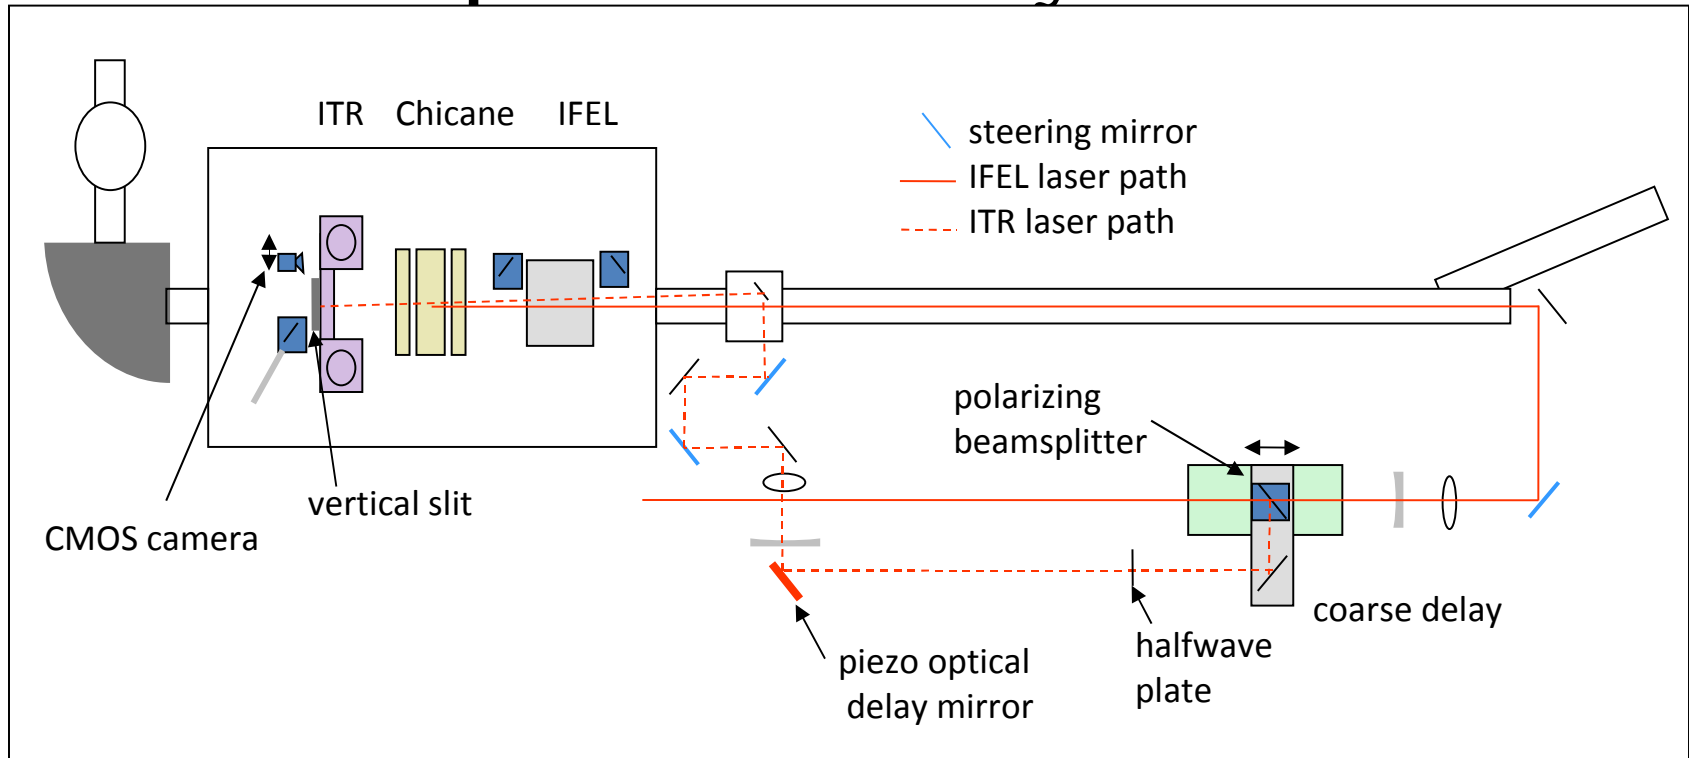 ITR Chicane IFEL
steering mirror
IFEL laser path
ITR laser path
polarizing
beamsplitter
vertical slit
CMOS camera
coarse delay
halfwave
plate
piezo optical
delay mirror